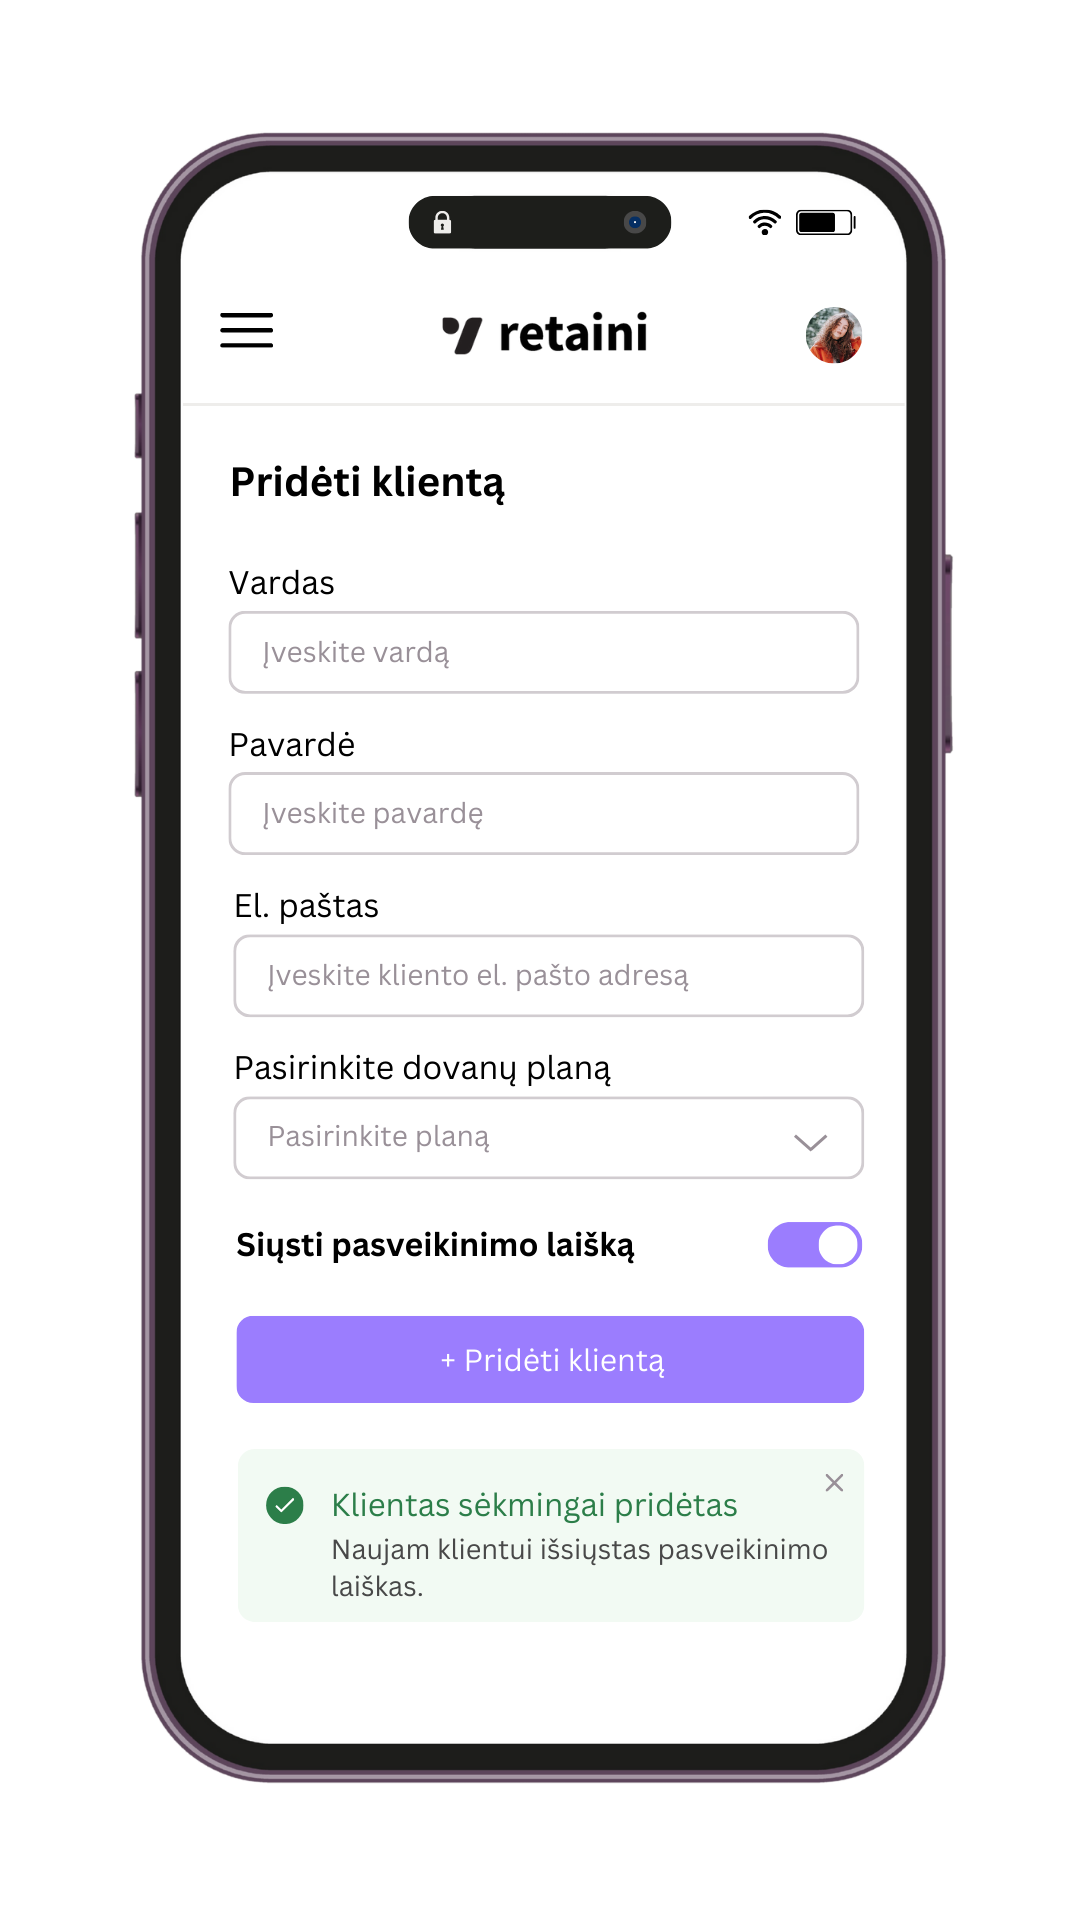 retaini
Pridėti klientą
Vardas
Įveskite vardą
Pavardė
Įveskite pavardę
El. paštas
Įveskite kliento el. pašto adresą
Pasirinkite dovanų planą
Pasirinkite planą
Siųsti pasveikinimo laišką
+ Pridėti klientą
Klientas sėkmingai pridėtas
Naujam klientui išsiųstas pasveikinimo
laiškas.